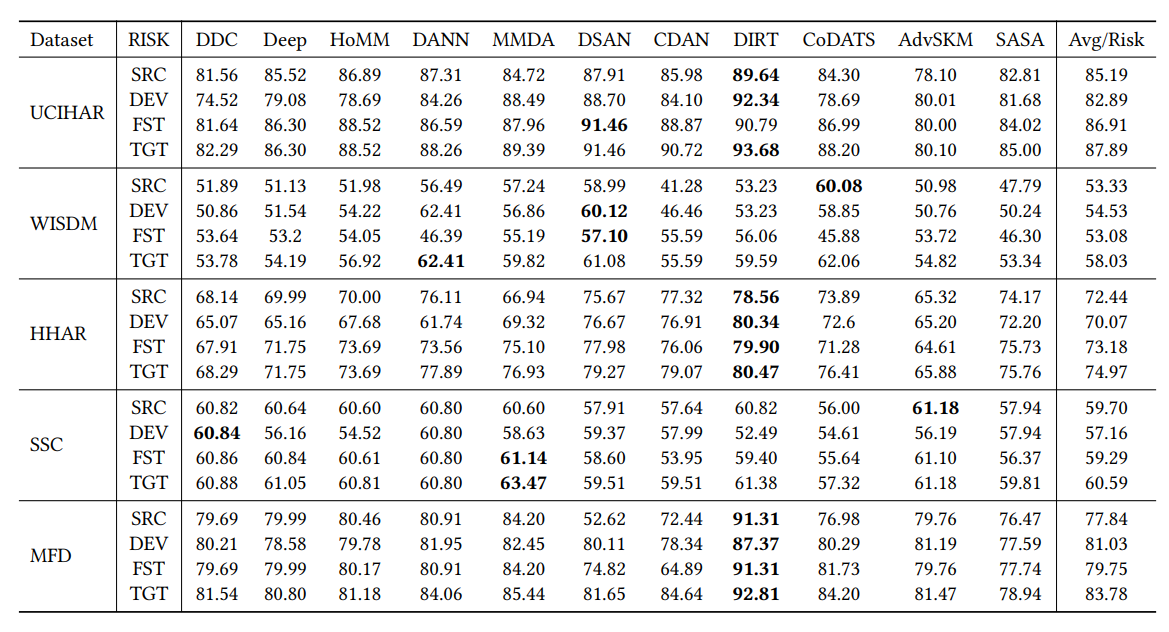 Dataset RISK DDC Deep HoMM DANN MMDA DSAN CDAN DIRT CoDATS AdvSKM SASA Avg/Risk
SRC 81.56 85.52 86.89 87.31 84.72 87.91 85.98 89.64 84.30 78.10 82.81 85.19
DEV 74.52 79.08 78.69 84.26 88.49 88.70 84.10 92.34 78.69 80.01 81.68 82.89
UCIHAR
FST 81.64 86.30 88.52 86.59 87.96 91.46 88.87 90.79 86.99 80.00 84.02 86.91
TGT 82.29 86.30 88.52 88.26 89.39 91.46 90.72 93.68 88.20 80.10 85.00 87.89
SRC 51.89 51.13 51.98 56.49 57.24 58.99 41.28 53.23 60.08 50.98 47.79 53.33
DEV 50.86 51.54 54.22 62.41 56.86 60.12 46.46 53.23 58.85 50.76 50.24 54.53
WISDM
FST 53.64 53.2 54.05 46.39 55.19 57.10 55.59 56.06 45.88 53.72 46.30 53.08
TGT 53.78 54.19 56.92 62.41 59.82 61.08 55.59 59.59 62.06 54.82 53.34 58.03
SRC 68.14 69.99 70.00 76.11 66.94 75.67 77.32 78.56 73.89 65.32 74.17 72.44
DEV 65.07 65.16 67.68 61.74 69.32 76.67 76.91 80.34 72.6 65.20 72.20 70.07
HHAR
FST 67.91 71.75 73.69 73.56 75.10 77.98 76.06 79.90 71.28 64.61 75.73 73.18
TGT 68.29 71.75 73.69 77.89 76.93 79.27 79.07 80.47 76.41 65.88 75.76 74.97
SRC 60.82 60.64 60.60 60.80 60.60 57.91 57.64 60.82 56.00 61.18 57.94 59.70
DEV 60.84 56.16 54.52 60.80 58.63 59.37 57.99 52.49 54.61 56.19 57.94 57.16
SSC
FST 60.86 60.84 60.61 60.80 61.14 58.60 53.95 59.40 55.64 61.10 56.37 59.29
TGT 60.88 61.05 60.81 60.80 63.47 59.51 59.51 61.38 57.32 61.18 59.81 60.59
SRC 79.69 79.99 80.46 80.91 84.20 52.62 72.44 91.31 76.98 79.76 76.47 77.84
DEV 80.21 78.58 79.78 81.95 82.45 80.11 78.34 87.37 80.29 81.19 77.59 81.03
MFD
FST 79.69 79.99 80.17 80.91 84.20 74.82 64.89 91.31 81.73 79.76 77.74 79.75
TGT 81.54 80.80 81.18 84.06 85.44 81.65 84.64 92.81 84.20 81.47 78.94 83.78